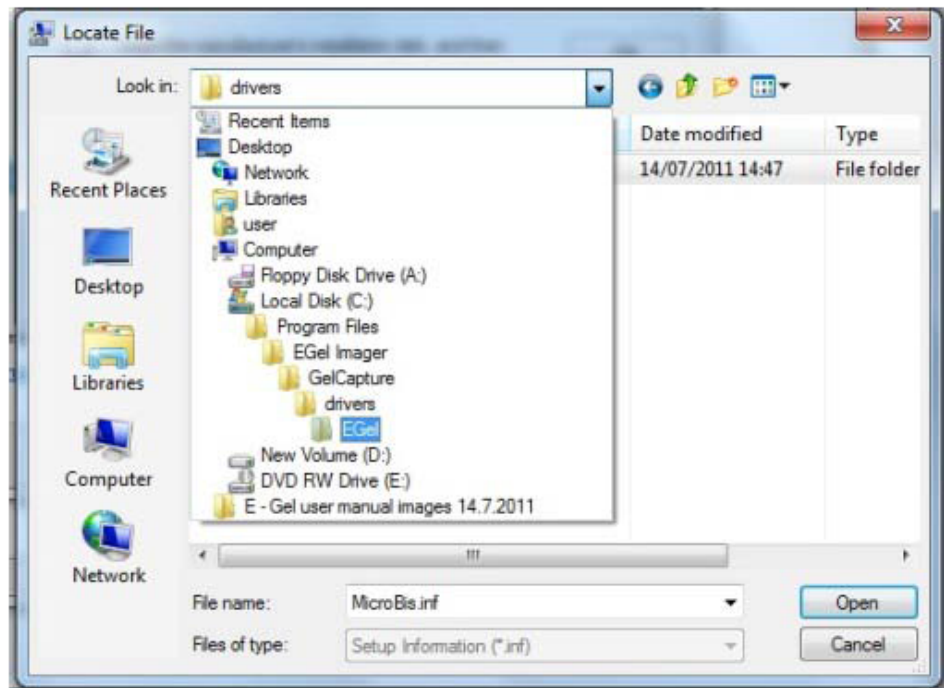 Locate File
Look in:
drivers
Recent Items
Desktop
Network
Libraries
user
Computer
Floppy Disk Drive (A:)
Local Disk (C:)
Program Files
EGel Imager
GelCapture
drivers
EGel
New Volume (D:)
DVD RW Drive (E:)
E - Gel user manual images 14.7.2011
Date modified
Type
14/07/2011 14:47
File folder
Recent Places
Desktop
Libraries
Computer
Network
File name:
MicroBis.inf
Open
Files of type:
Setup Information (*.inf)
Cancel